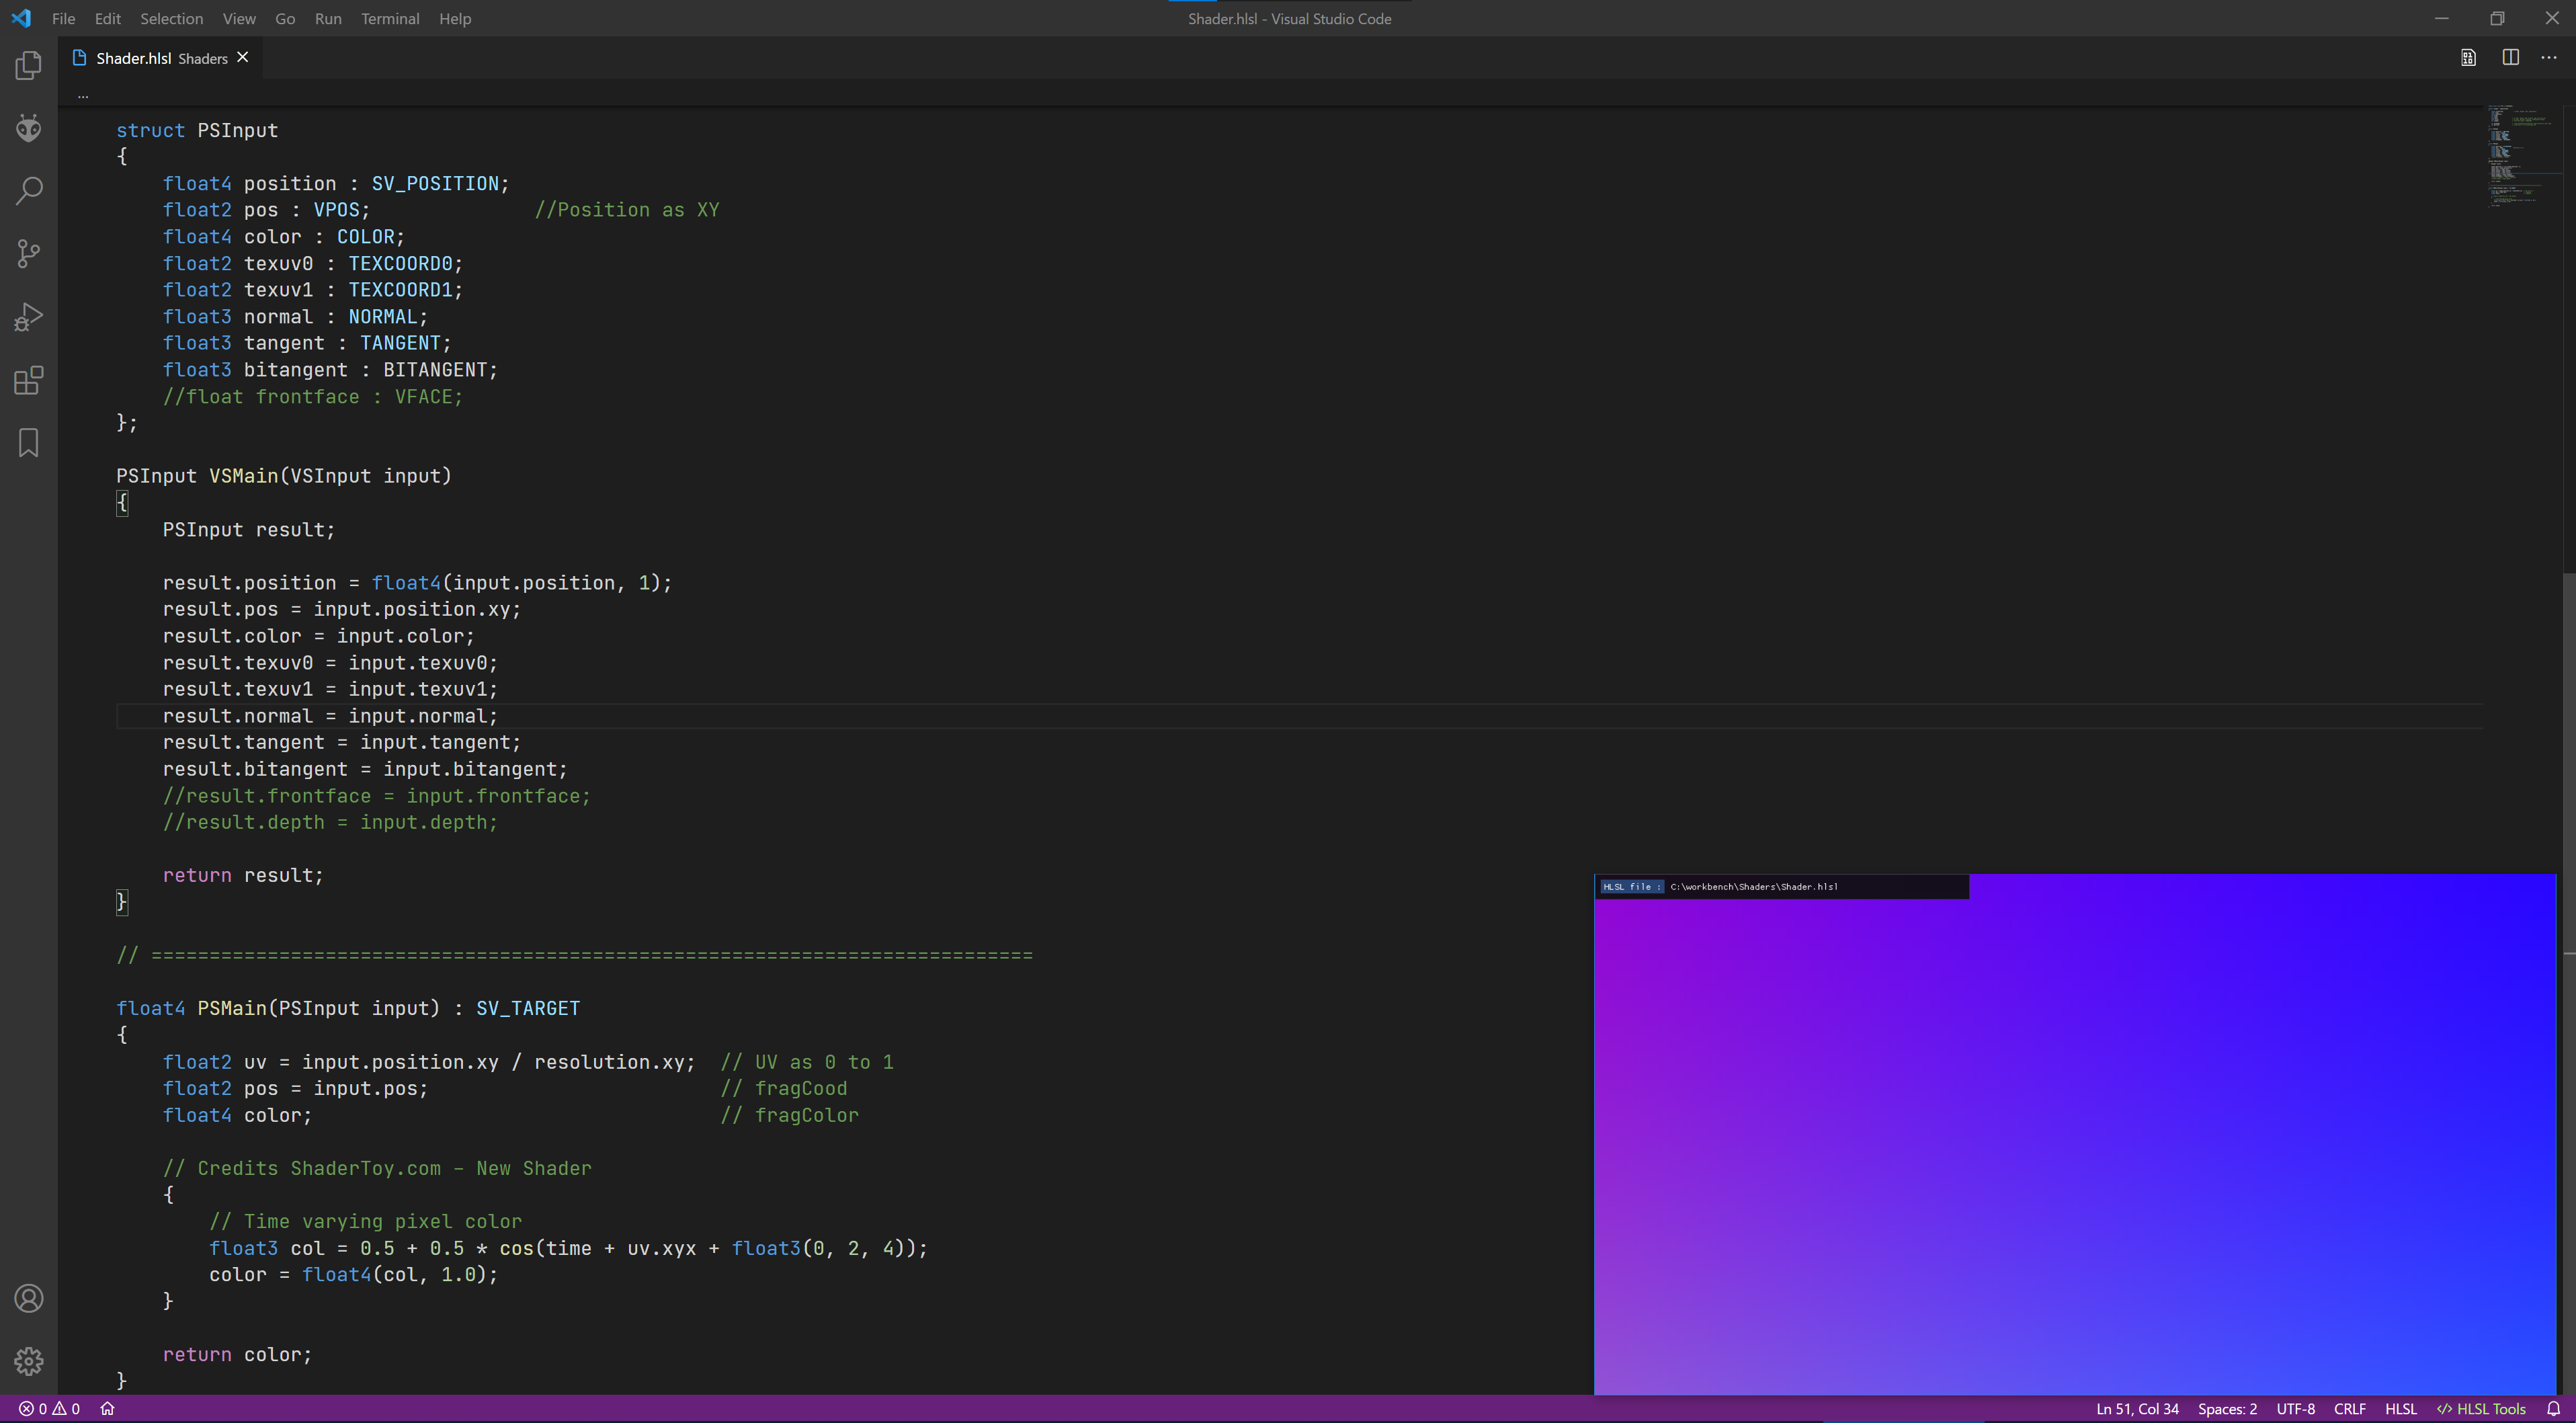 File Edit Selection View Go Run Terminal Help
Shader.hlsl - Visual Studio Code
Shader.hlsl Shaders
...
struct PSInput
{
    float4 position : SV_POSITION;
    float2 pos : VPOS;              //Position as XY
    float4 color : COLOR;
    float2 texuv0 : TEXCOORD0;
    float2 texuv1 : TEXCOORD1;
    float3 normal : NORMAL;
    float3 tangent : TANGENT;
    float3 bitangent : BITANGENT;
    //float frontface : VFACE;
};
PSInput VSMain(VSInput input)
{
    PSInput result;
    result.position = float4(input.position, 1);
    result.pos = input.position.xy;
    result.color = input.color;
    result.texuv0 = input.texuv0;
    result.texuv1 = input.texuv1;
    result.normal = input.normal;
    result.tangent = input.tangent;
    result.bitangent = input.bitangent;
    //result.frontface = input.frontface;
    //result.depth = input.depth;
    return result;
}
// ============================================================================
float4 PSMain(PSInput input) : SV_TARGET
{
    float2 uv = input.position.xy / resolution.xy;  // UV as 0 to 1
    float2 pos = input.pos;                         // fragCood
    float4 color;                                   // fragColor
    // Credits ShaderToy.com - New Shader
    {
        // Time varying pixel color
        float3 col = 0.5 + 0.5 * cos(time + uv.xyx + float3(0, 2, 4));
        color = float4(col, 1.0);
    }
    return color;
}
HLSL file : C:\workbench\Shaders\Shader.hlsl
0 0
Ln 51, Col 34 Spaces: 2 UTF-8 CRLF HLSL </> HLSL Tools